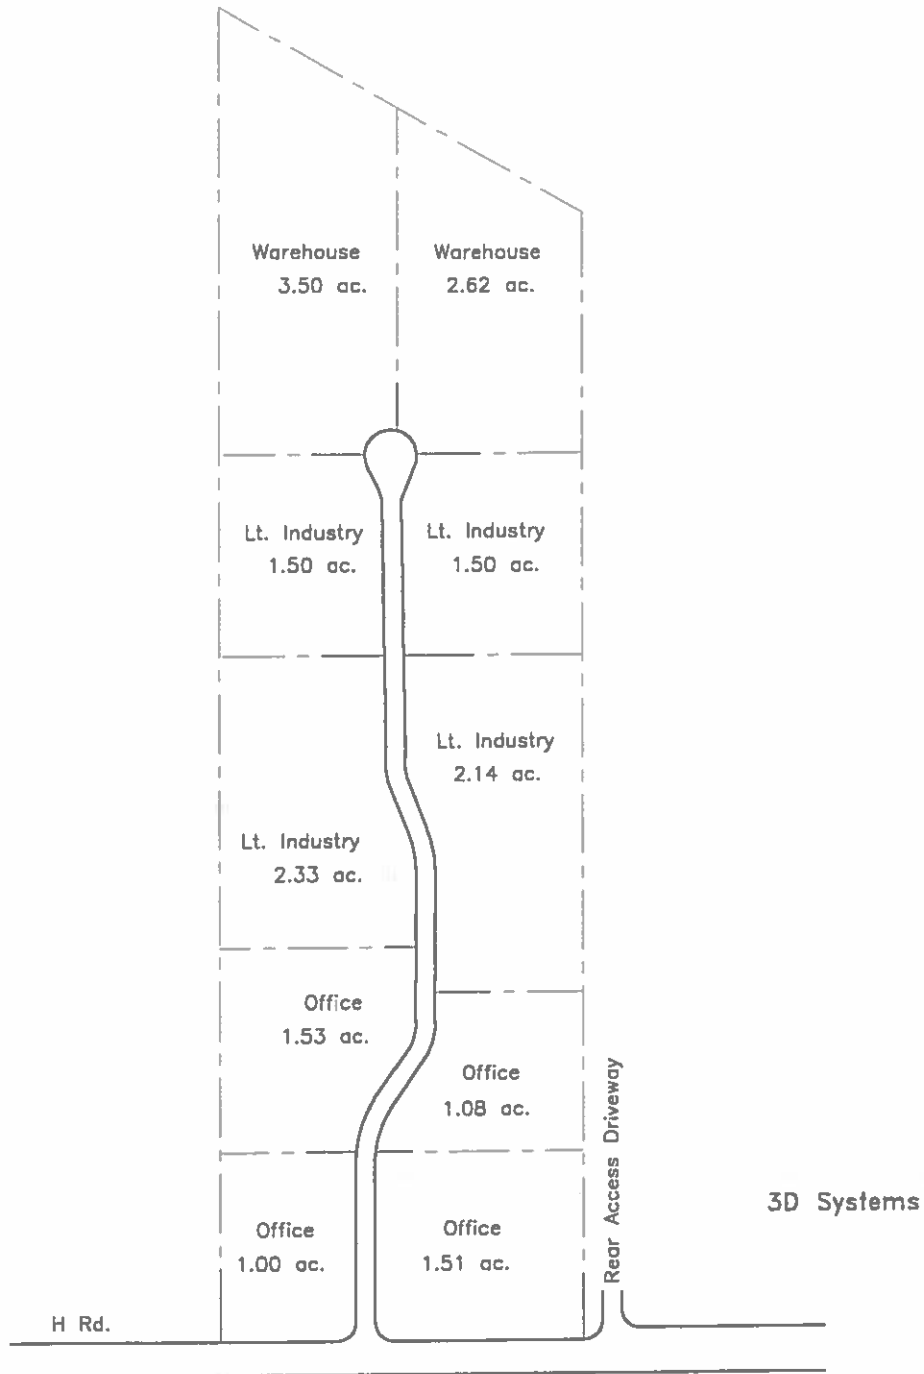 Warehouse
3.50 ac.
Warehouse
2.62 ac.
Lt. Industry
1.50 ac.
Lt. Industry
1.50 ac.
Lt. Industry
2.14 ac.
Lt. Industry
2.33 ac.
Office
1.53 ac.
Office
1.08 ac.
Rear Access Driveway
3D Systems
Office
1.00 ac.
Office
1.51 ac.
H Rd.